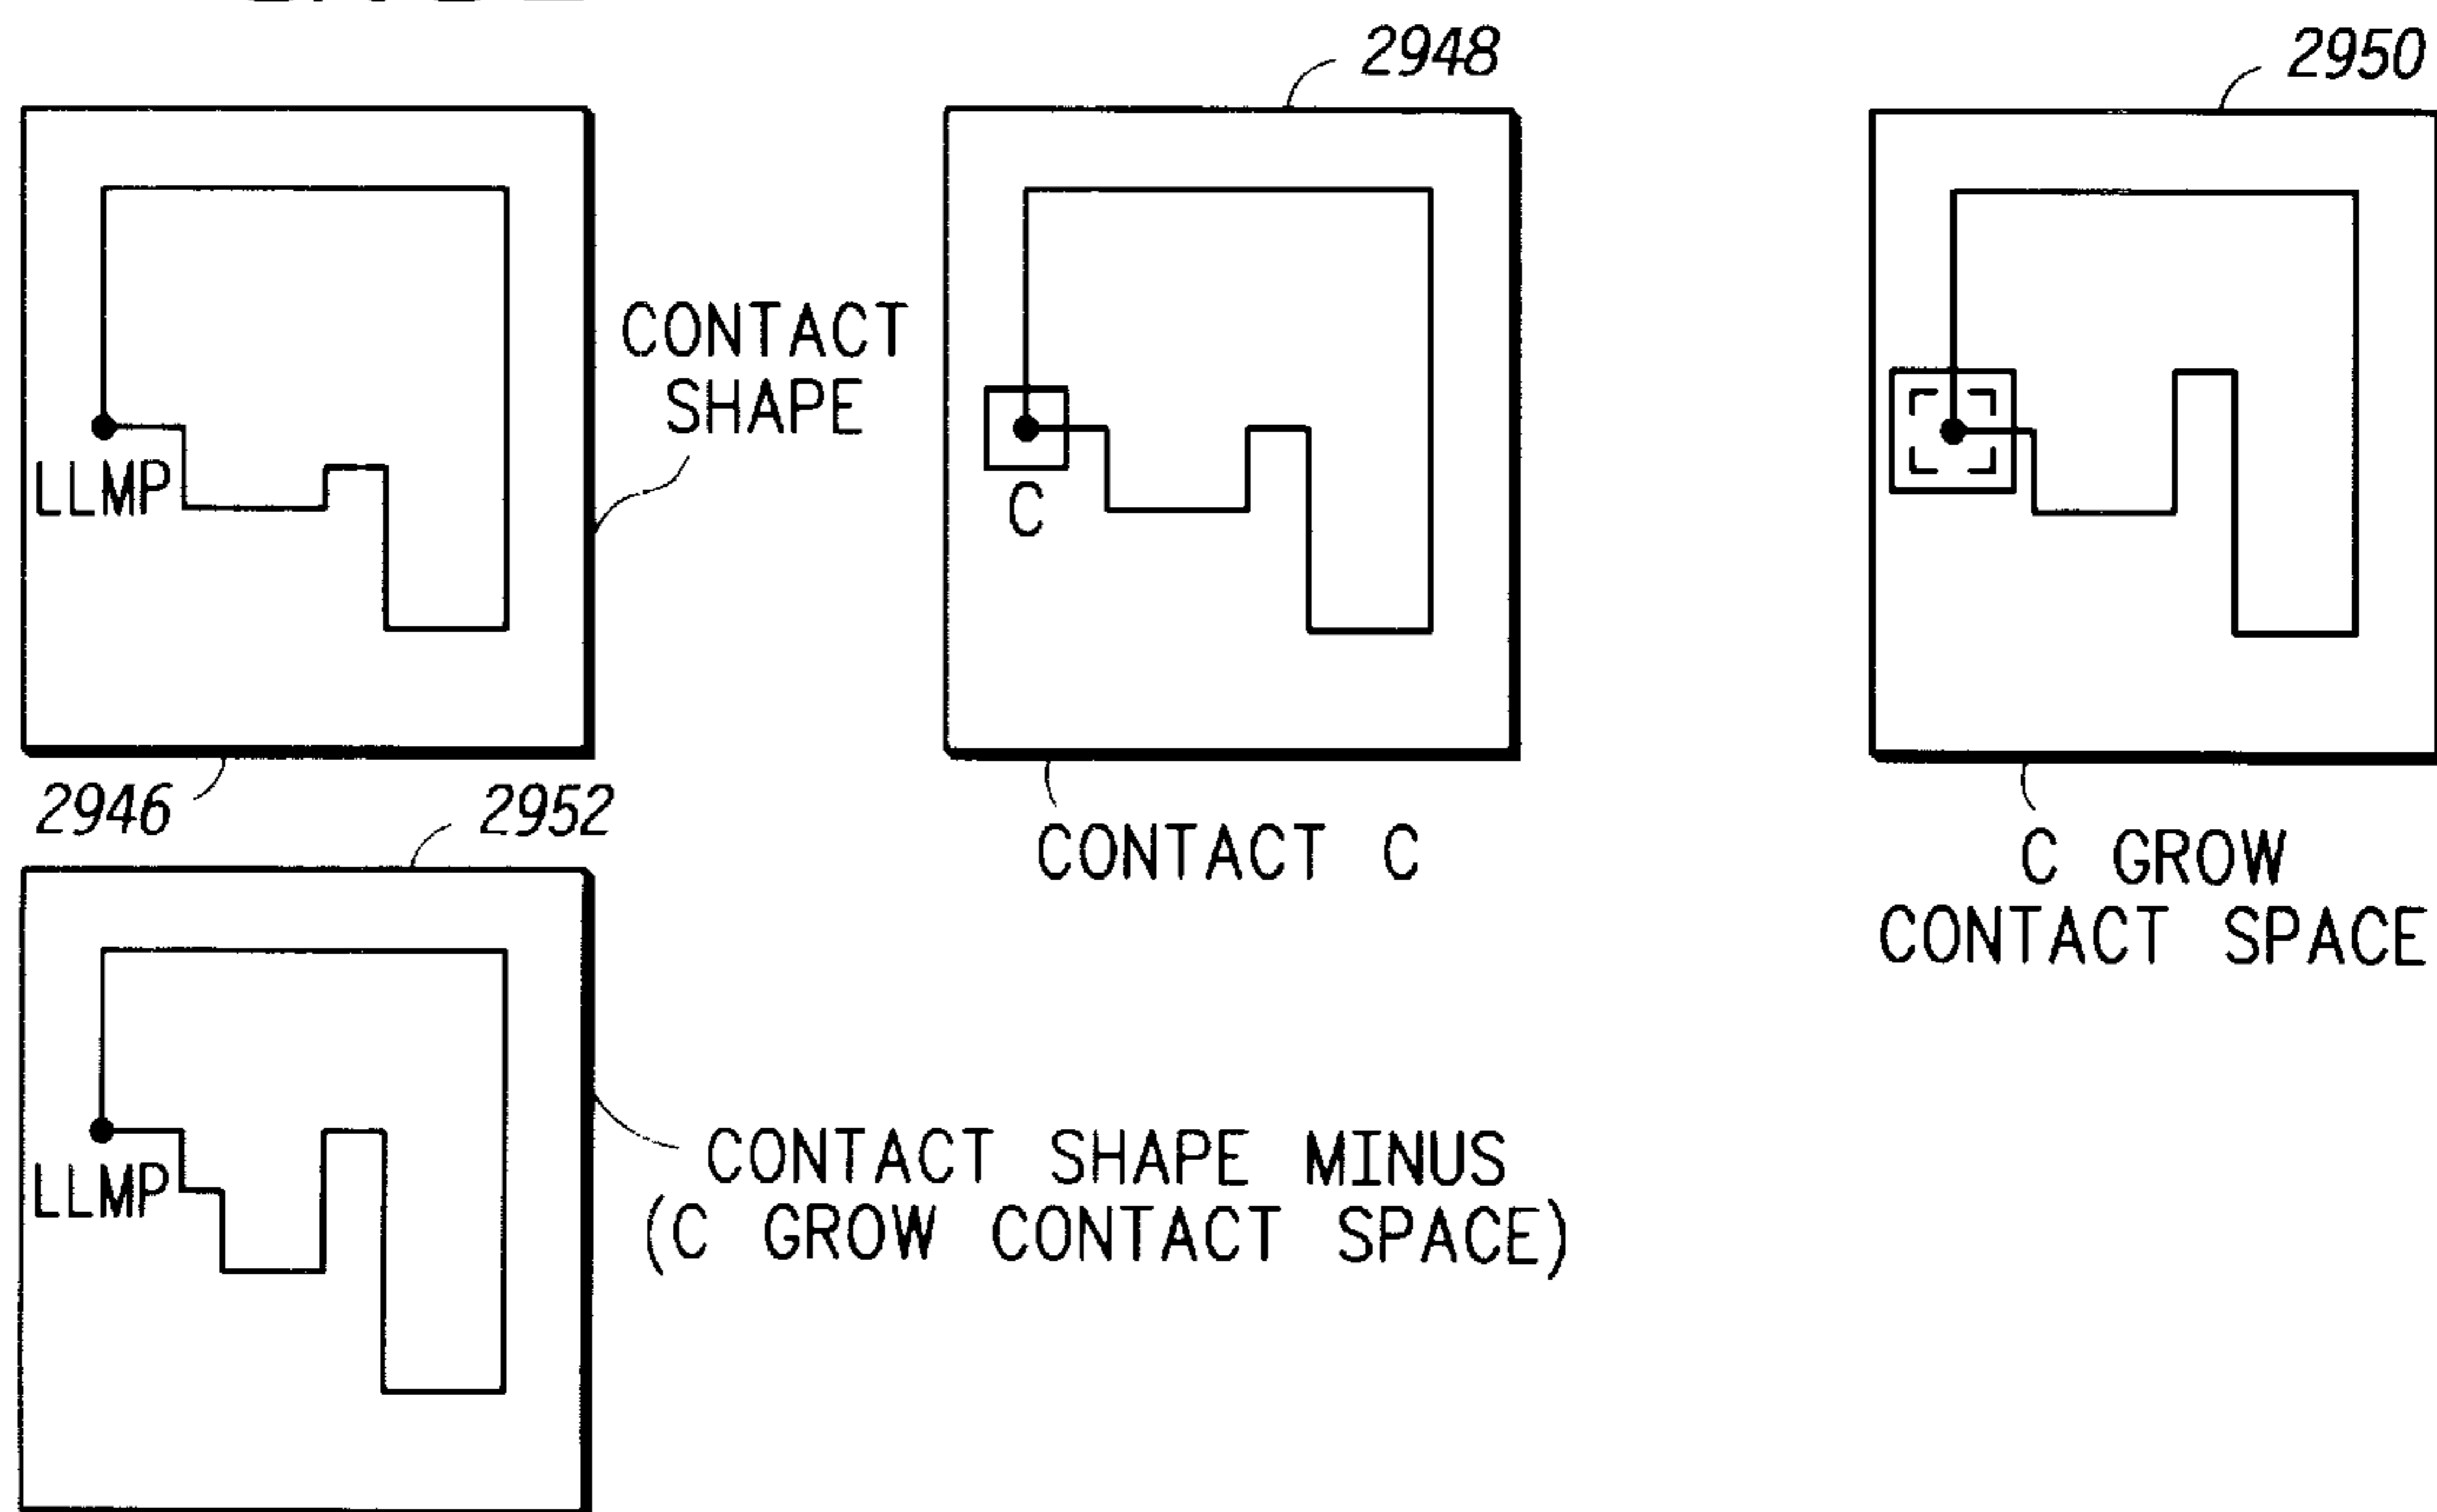 2948
2950
CONTACT
SHAPE
LLMP
C
2946
2952
CONTACT C
C GROW
CONTACT SPACE
LLMP
CONTACT SHAPE MINUS
(C GROW CONTACT SPACE)